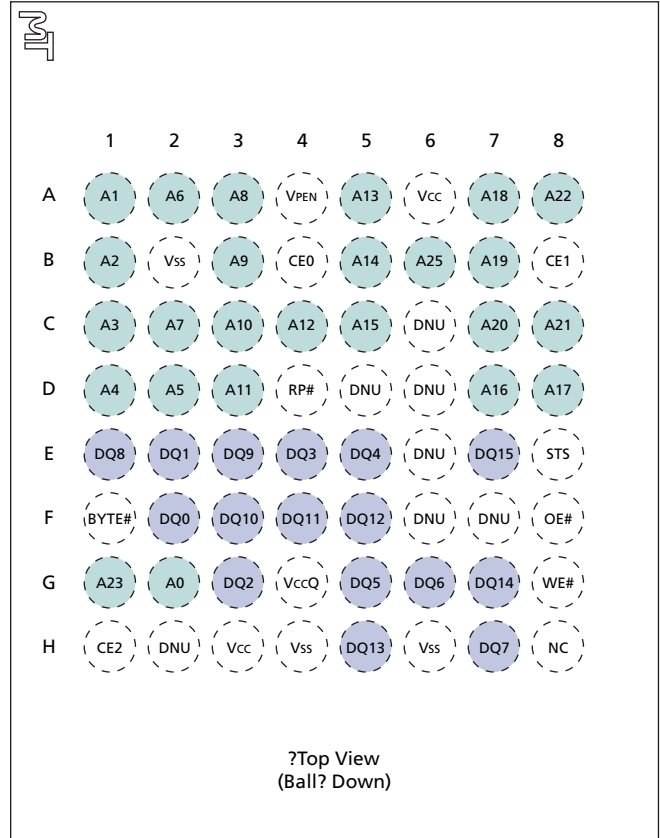 MT
1 2 3 4 5 6 7 8
A A1 A6 A8 VPEN A13 VCC A18 A22
B A2 VSS A9 CE0 A14 A25 A19 CE1
C A3 A7 A10 A12 A15 DNU A20 A21
D A4 A5 A11 RP# DNU DNU A16 A17
E DQ8 DQ1 DQ9 DQ3 DQ4 DNU DQ15 STS
F BYTE# DQ0 DQ10 DQ11 DQ12 DNU DNU OE#
G A23 A0 DQ2 VCCQ DQ5 DQ6 DQ14 WE#
H CE2 DNU VCC VSS DQ13 VSS DQ7 NC
?Top View
(Ball? Down)